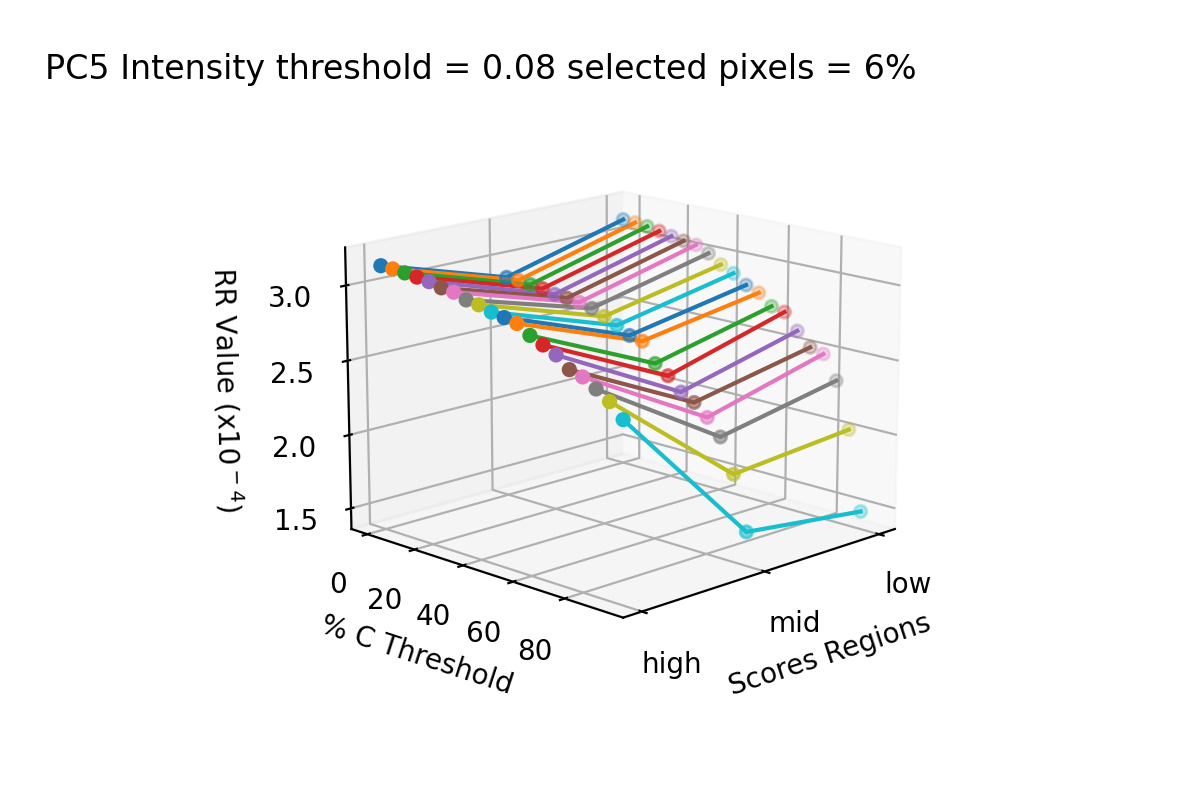 PC5 Intensity threshold = 0.08 selected pixels = 6%
RR Value (x10⁻⁴)
3.0
2.5
2.0
1.5
0
20
40
60
80
% C Threshold
high
mid
low
Scores Regions